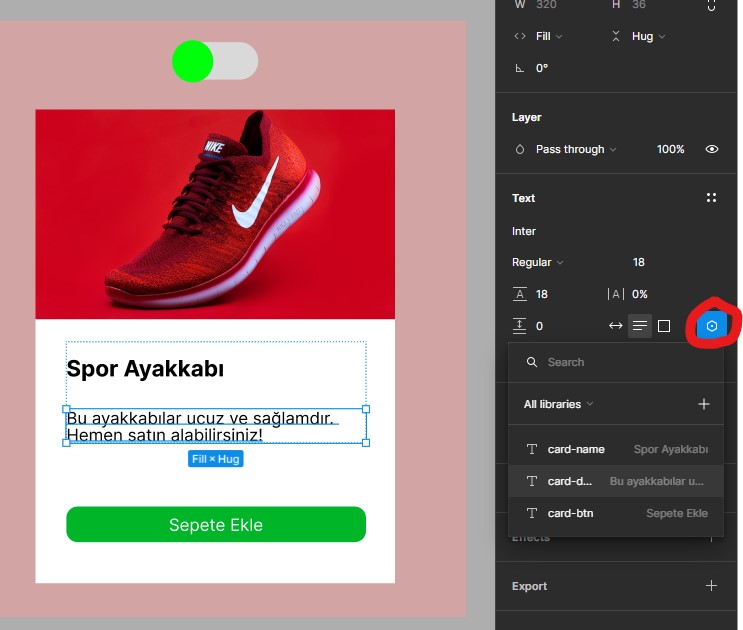 W 320 H 36
Fill Hug
0°
Layer
Pass through 100%
Text
Inter
Regular 18
A 18 |A| 0%
0
NIKE
Spor Ayakkabı
Bu ayakkabılar ucuz ve sağlamdır.
Hemen satın alabilirsiniz!
Fill × Hug
Sepete Ekle
Search
All libraries
T card-name Spor Ayakkabı
T card-d... Bu ayakkabılar u...
T card-btn Sepete Ekle
Effects
Export